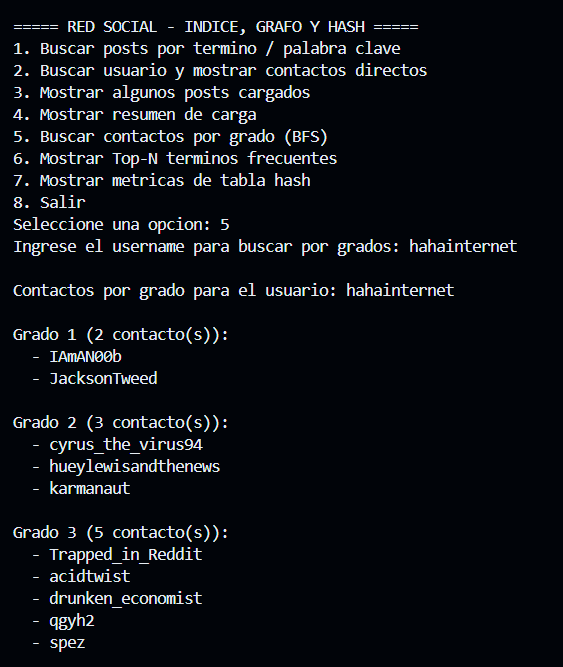 ===== RED SOCIAL - INDICE, GRAFO Y HASH =====
1. Buscar posts por termino / palabra clave
2. Buscar usuario y mostrar contactos directos
3. Mostrar algunos posts cargados
4. Mostrar resumen de carga
5. Buscar contactos por grado (BFS)
6. Mostrar Top-N terminos frecuentes
7. Mostrar metricas de tabla hash
8. Salir
Seleccione una opcion: 5
Ingrese el username para buscar por grados: hahainternet
Contactos por grado para el usuario: hahainternet
Grado 1 (2 contacto(s)):
- IAmAN00b
- JacksonTweed
Grado 2 (3 contacto(s)):
- cyrus_the_virus94
- hueylewisandthenews
- karmanaut
Grado 3 (5 contacto(s)):
- Trapped_in_Reddit
- acidtwist
- drunken_economist
- qgyh2
- spez